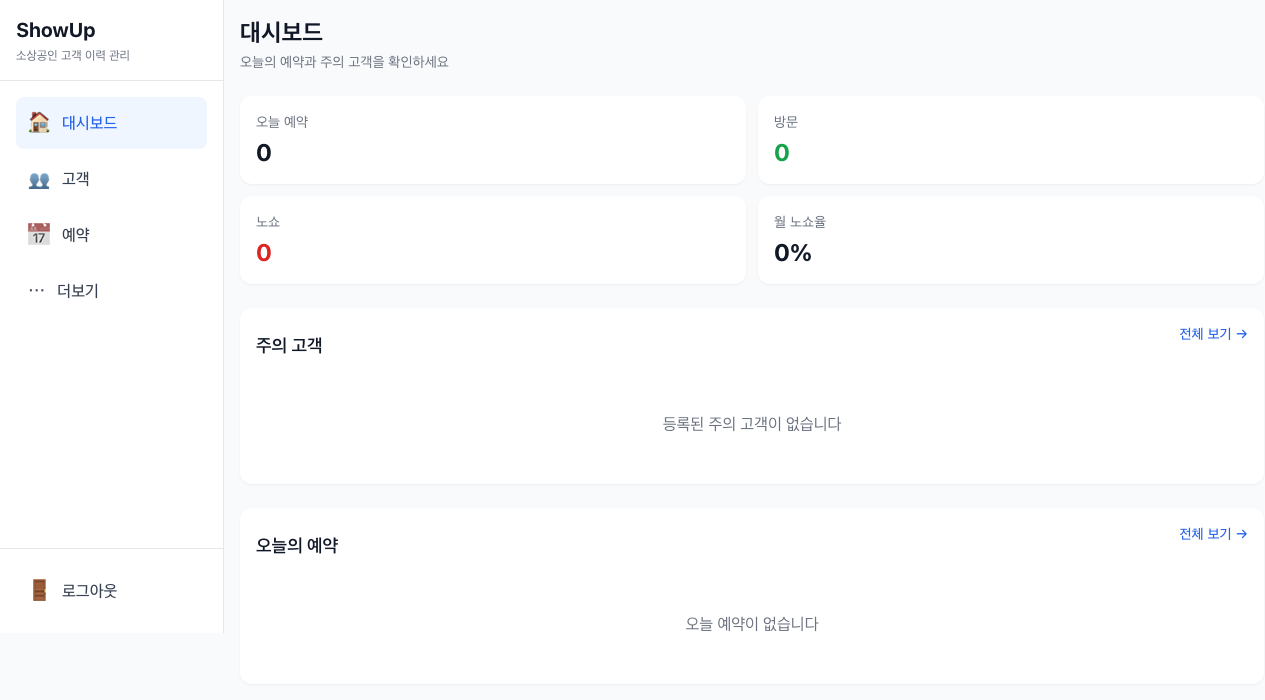 ShowUp
소상공인 고객 이력 관리
대시보드
고객
17
예약
더보기
로그아웃
대시보드
오늘의 예약과 주의 고객을 확인하세요
오늘 예약
0
방문
0
노쇼
0
월 노쇼율
0%
주의 고객
전체 보기 →
등록된 주의 고객이 없습니다
오늘의 예약
전체 보기 →
오늘 예약이 없습니다